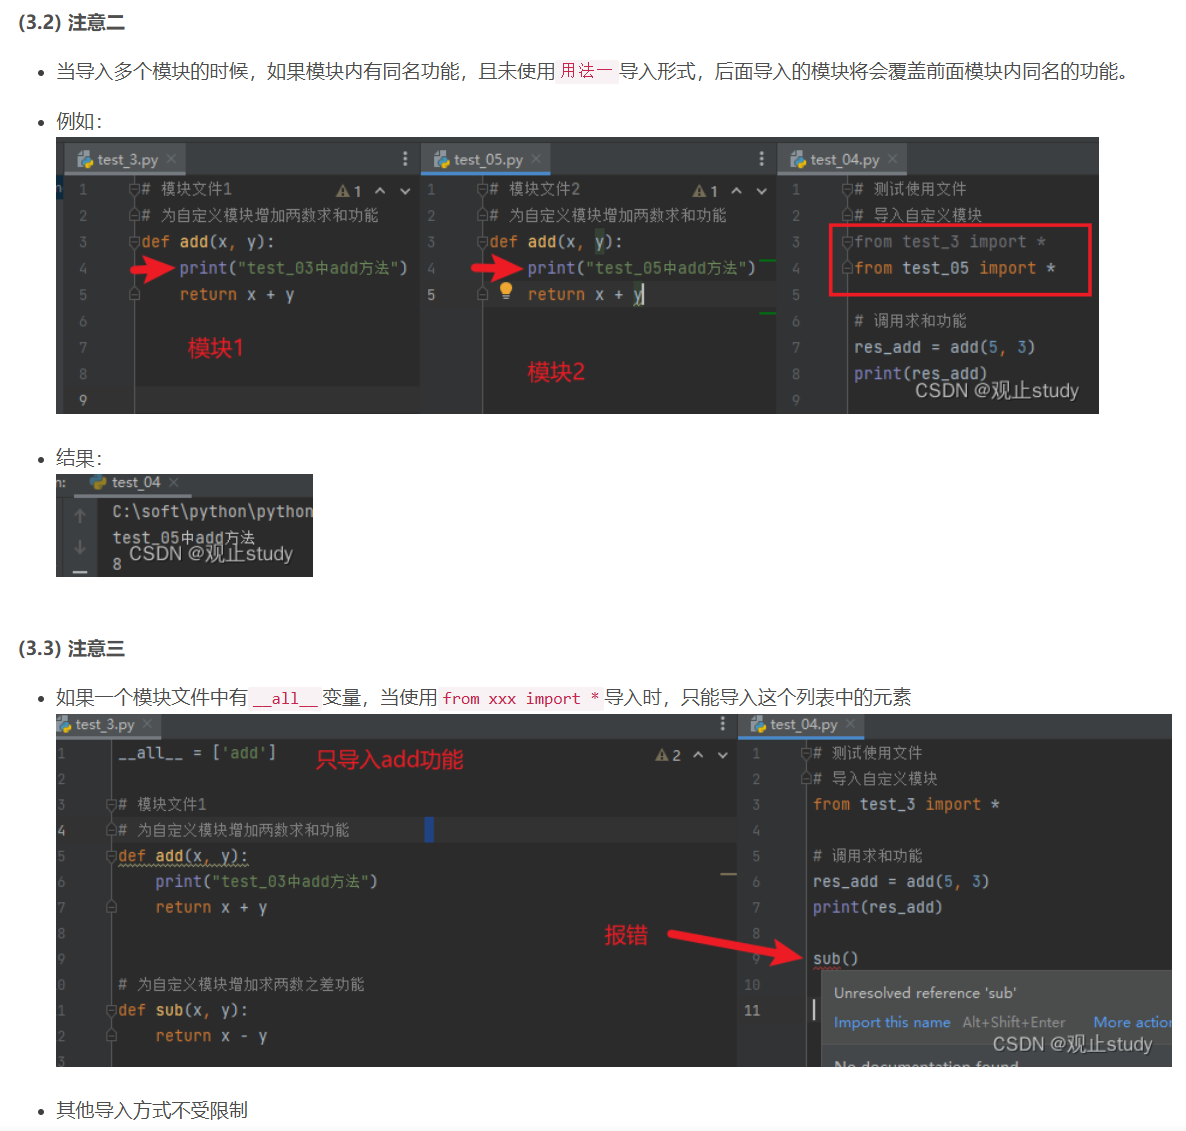 (3.2) 注意二
当导入多个模块的时候，如果模块内有同名功能，且未使用 用法一 导入形式，后面导入的模块将会覆盖前面模块内同名的功能。
例如：
test_3.py
1 # 模块文件1
2 # 为自定义模块增加两数求和功能
3 def add(x, y):
4 print("test_03中add方法")
5 return x + y
6
7
8
9
1
模块1
test_05.py
1 # 模块文件2
2 # 为自定义模块增加两数求和功能
3 def add(x, y):
4 print("test_05中add方法")
5 return x + y
1
模块2
test_04.py
1 # 测试使用文件
2 # 导入自定义模块
3 from test_3 import *
4 from test_05 import *
5
6 # 调用求和功能
7 res_add = add(5, 3)
8 print(res_add)
9
CSDN @观止study
结果：
n: test_04
C:\soft\python\python
test_05中add方法
8
CSDN @观止study
(3.3) 注意三
如果一个模块文件中有 __all__ 变量，当使用 from xxx import * 导入时，只能导入这个列表中的元素
test_3.py
1 __all__ = ['add']
只导入add功能
2
2
3 # 模块文件1
4 # 为自定义模块增加两数求和功能
5 def add(x, y):
6 print("test_03中add方法")
7 return x + y
8
9
0 # 为自定义模块增加求两数之差功能
1 def sub(x, y):
2 return x - y
3
test_04.py
1 # 测试使用文件
2 # 导入自定义模块
3 from test_3 import *
4
5 # 调用求和功能
6 res_add = add(5, 3)
7 print(res_add)
8
报错
9 sub()
10
11
Unresolved reference 'sub'
Import this name Alt+Shift+Enter More action
CSDN @观止study
No documentation found
其他导入方式不受限制